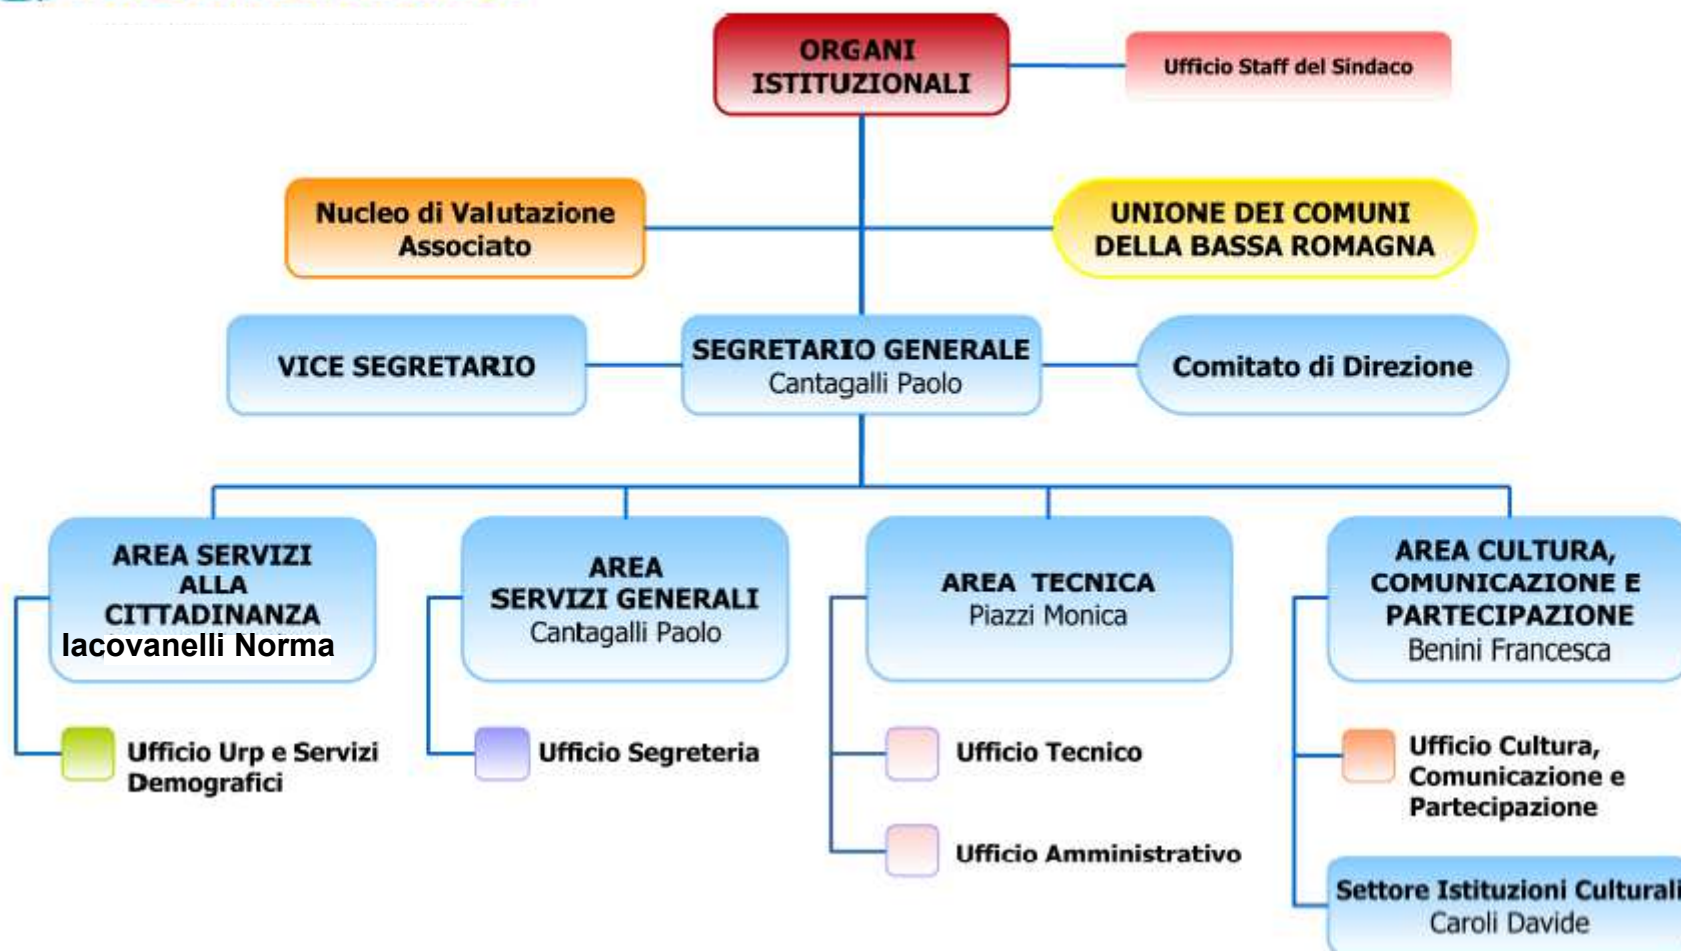 ORGANI
ISTITUZIONALI
Ufficio Staff del Sindaco
Nucleo di Valutazione
Associato
UNIONE DEI COMUNI
DELLA BASSA ROMAGNA
VICE SEGRETARIO
SEGRETARIO GENERALE
Cantagalli Paolo
Comitato di Direzione
AREA SERVIZI
ALLA
CITTADINANZA
Iacovanelli Norma
AREA
SERVIZI GENERALI
Cantagalli Paolo
AREA TECNICA
Piazzi Monica
AREA CULTURA,
COMUNICAZIONE E
PARTECIPAZIONE
Benini Francesca
Ufficio Urp e Servizi
Demografici
Ufficio Segreteria
Ufficio Tecnico
Ufficio Amministrativo
Ufficio Cultura,
Comunicazione e
Partecipazione
Settore Istituzioni Culturali
Caroli Davide